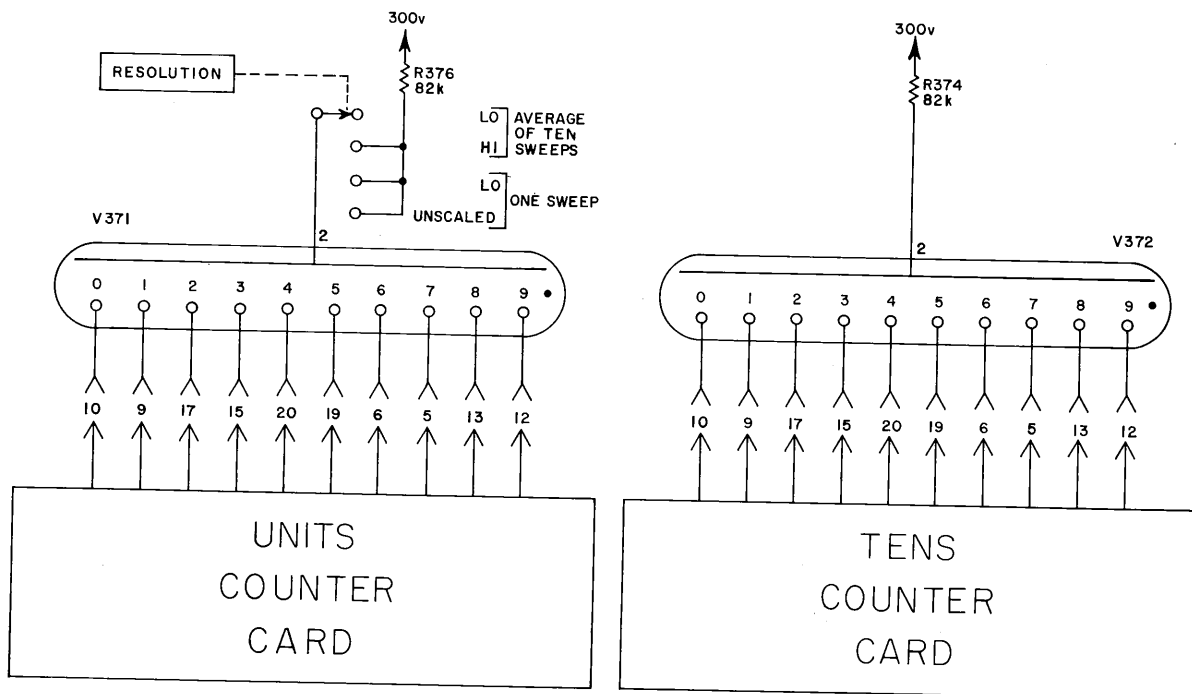 300v
RESOLUTION
R376
82k
LO AVERAGE
OF TEN
HI SWEEPS
LO
ONE SWEEP
UNSCALED
V371
2
0 1 2 3 4 5 6 7 8 9
10 9 17 15 20 19 6 5 13 12
UNITS
COUNTER
CARD
300v
R374
82k
2
V372
0 1 2 3 4 5 6 7 8 9
10 9 17 15 20 19 6 5 13 12
TENS
COUNTER
CARD